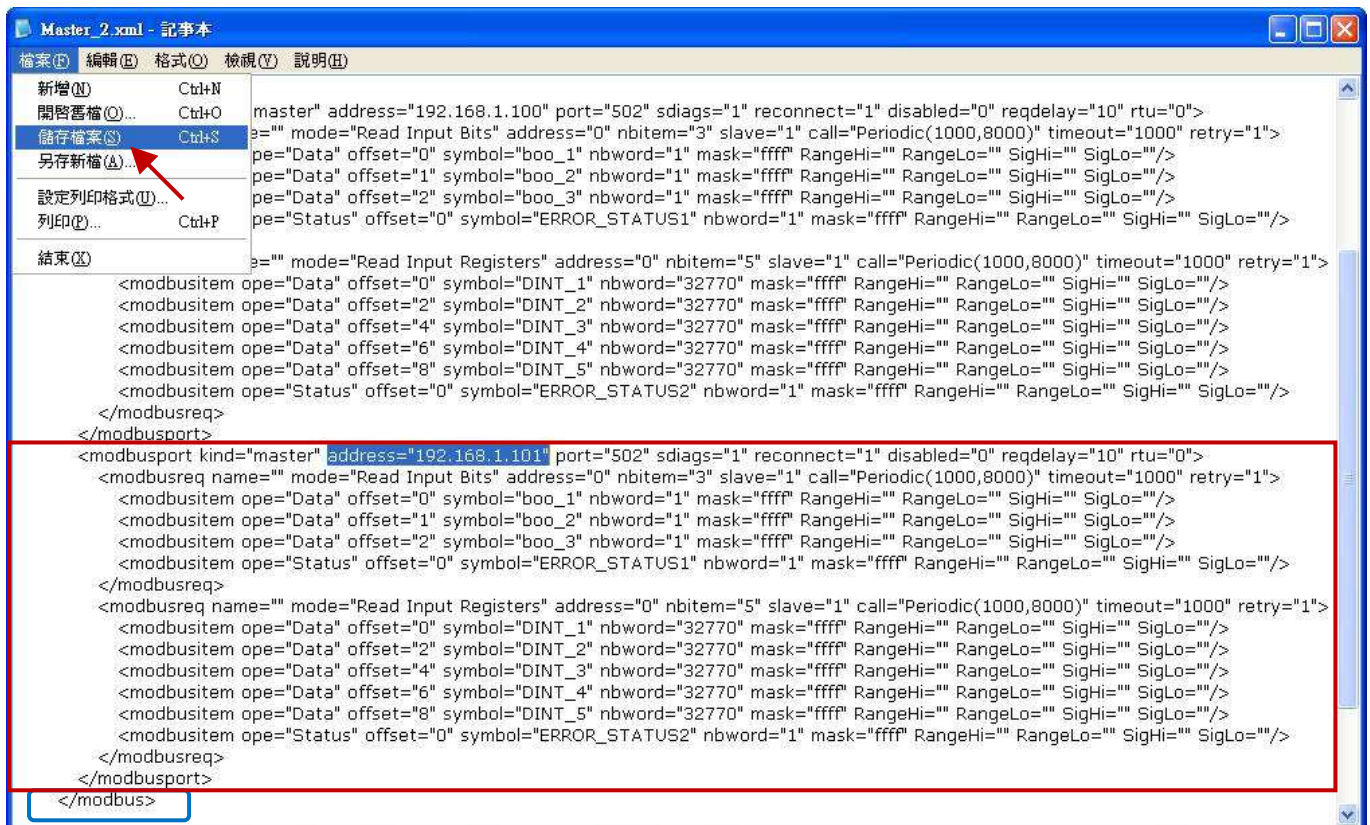 Master_2.xml - 記事本
檔案(F) 編輯(E) 格式(O) 檢視(V) 說明(H)
新增(N) Ctrl+N
開啓舊檔(O)... Ctrl+O
儲存檔案(S) Ctrl+S
另存新檔(A)...
設定列印格式(U)...
列印(P)... Ctrl+P
結束(X)
master" address="192.168.1.100" port="502" sdiags="1" reconnect="1" disabled="0" reqdelay="10" rtu="0">
e="" mode="Read Input Bits" address="0" nbitem="3" slave="1" call="Periodic(1000,8000)" timeout="1000" retry="1">
pe="Data" offset="0" symbol="boo_1" nbword="1" mask="ffff" RangeHi="" RangeLo="" SigHi="" SigLo=""/>
pe="Data" offset="1" symbol="boo_2" nbword="1" mask="ffff" RangeHi="" RangeLo="" SigHi="" SigLo=""/>
pe="Data" offset="2" symbol="boo_3" nbword="1" mask="ffff" RangeHi="" RangeLo="" SigHi="" SigLo=""/>
pe="Status" offset="0" symbol="ERROR_STATUS1" nbword="1" mask="ffff" RangeHi="" RangeLo="" SigHi="" SigLo=""/>
e="" mode="Read Input Registers" address="0" nbitem="5" slave="1" call="Periodic(1000,8000)" timeout="1000" retry="1">
<modbusitem ope="Data" offset="0" symbol="DINT_1" nbword="32770" mask="ffff" RangeHi="" RangeLo="" SigHi="" SigLo=""/>
<modbusitem ope="Data" offset="2" symbol="DINT_2" nbword="32770" mask="ffff" RangeHi="" RangeLo="" SigHi="" SigLo=""/>
<modbusitem ope="Data" offset="4" symbol="DINT_3" nbword="32770" mask="ffff" RangeHi="" RangeLo="" SigHi="" SigLo=""/>
<modbusitem ope="Data" offset="6" symbol="DINT_4" nbword="32770" mask="ffff" RangeHi="" RangeLo="" SigHi="" SigLo=""/>
<modbusitem ope="Data" offset="8" symbol="DINT_5" nbword="32770" mask="ffff" RangeHi="" RangeLo="" SigHi="" SigLo=""/>
<modbusitem ope="Status" offset="0" symbol="ERROR_STATUS2" nbword="1" mask="ffff" RangeHi="" RangeLo="" SigHi="" SigLo=""/>
</modbusreq>
</modbusport>
<modbusport kind="master" address="192.168.1.101" port="502" sdiags="1" reconnect="1" disabled="0" reqdelay="10" rtu="0">
<modbusreq name="" mode="Read Input Bits" address="0" nbitem="3" slave="1" call="Periodic(1000,8000)" timeout="1000" retry="1">
<modbusitem ope="Data" offset="0" symbol="boo_1" nbword="1" mask="ffff" RangeHi="" RangeLo="" SigHi="" SigLo=""/>
<modbusitem ope="Data" offset="1" symbol="boo_2" nbword="1" mask="ffff" RangeHi="" RangeLo="" SigHi="" SigLo=""/>
<modbusitem ope="Data" offset="2" symbol="boo_3" nbword="1" mask="ffff" RangeHi="" RangeLo="" SigHi="" SigLo=""/>
<modbusitem ope="Status" offset="0" symbol="ERROR_STATUS1" nbword="1" mask="ffff" RangeHi="" RangeLo="" SigHi="" SigLo=""/>
</modbusreq>
<modbusreq name="" mode="Read Input Registers" address="0" nbitem="5" slave="1" call="Periodic(1000,8000)" timeout="1000" retry="1">
<modbusitem ope="Data" offset="0" symbol="DINT_1" nbword="32770" mask="ffff" RangeHi="" RangeLo="" SigHi="" SigLo=""/>
<modbusitem ope="Data" offset="2" symbol="DINT_2" nbword="32770" mask="ffff" RangeHi="" RangeLo="" SigHi="" SigLo=""/>
<modbusitem ope="Data" offset="4" symbol="DINT_3" nbword="32770" mask="ffff" RangeHi="" RangeLo="" SigHi="" SigLo=""/>
<modbusitem ope="Data" offset="6" symbol="DINT_4" nbword="32770" mask="ffff" RangeHi="" RangeLo="" SigHi="" SigLo=""/>
<modbusitem ope="Data" offset="8" symbol="DINT_5" nbword="32770" mask="ffff" RangeHi="" RangeLo="" SigHi="" SigLo=""/>
<modbusitem ope="Status" offset="0" symbol="ERROR_STATUS2" nbword="1" mask="ffff" RangeHi="" RangeLo="" SigHi="" SigLo=""/>
</modbusreq>
</modbusport>
</modbus>